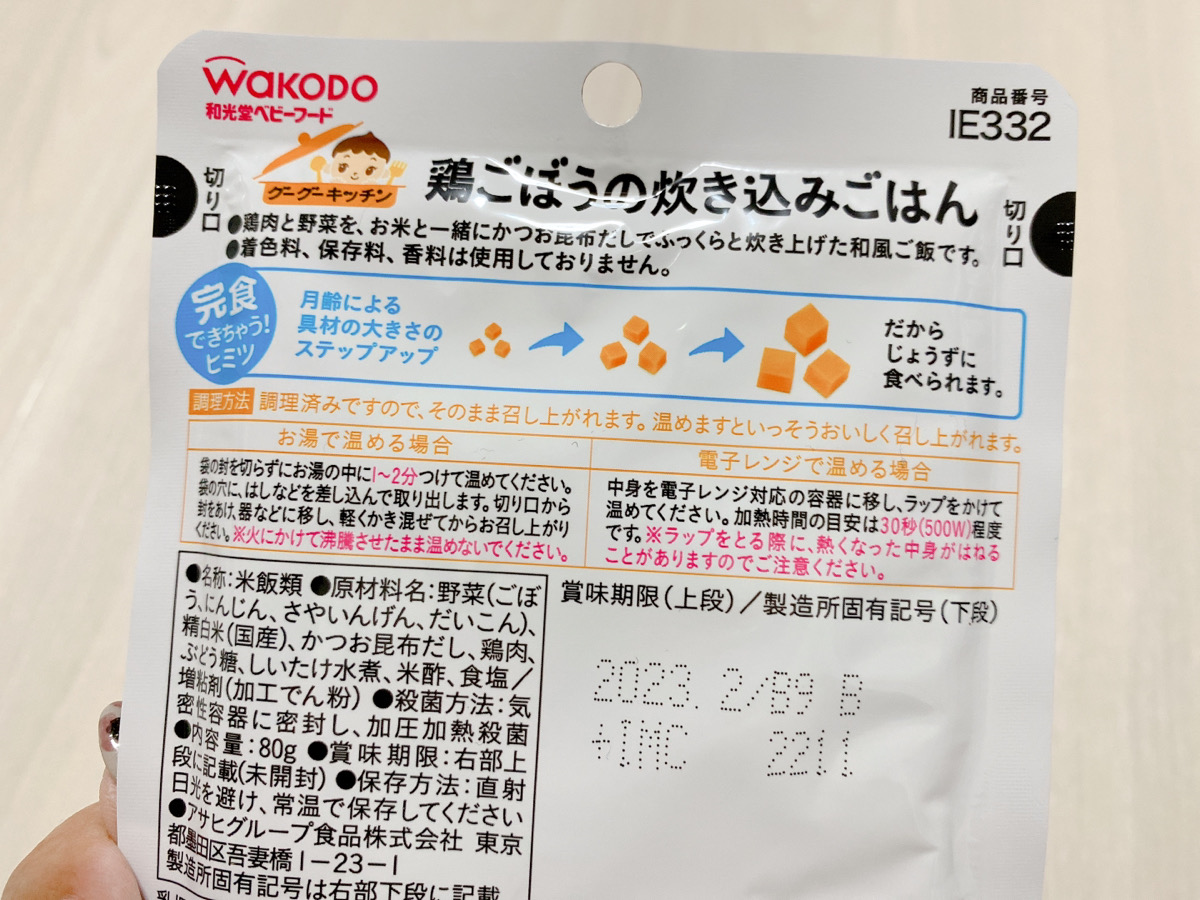 WaKODO
和光堂ベビーフード
商品番号
IE332
グーグーキッチン
鶏ごぼうの炊き込みごはん
切り口
切り口
●鶏肉と野菜を、お米と一緒にかつお昆布だしでふっくらと炊き上げた和風ご飯です。
●着色料、保存料、香料は使用しておりません。
完食
できちゃう!
ヒミツ
月齢による
具材の大きさの
ステップアップ
だから
じょうずに
食べられます。
調理方法 調理済みですので、そのまま召し上がれます。温めますといっそうおいしく召し上がれます。
お湯で温める場合
袋の封を切らずにお湯の中に1〜2分つけて温めてください。
袋の穴に、はしなどを差し込んで取り出します。切り口から
封をあけ、器などに移し、軽くかき混ぜてからお召し上がり
ください。※火にかけて沸騰させたまま温めないでください。
電子レンジで温める場合
中身を電子レンジ対応の容器に移し、ラップをかけて
温めてください。加熱時間の目安は30秒(500W)程度
です。※ラップをとる際に、熱くなった中身がはねる
ことがありますのでご注意ください。
●名称:米飯類 ●原材料名:野菜(ごぼ
う、にんじん、さやいんげん、だいこん)、
精白米(国産)、かつお昆布だし、鶏肉、
ぶどう糖、しいたけ水煮、米酢、食塩/
増粘剤(加工でん粉) ●殺菌方法:気
密性容器に密封し、加圧加熱殺菌
●内容量:80g ●賞味期限:右部上
段に記載(未開封) ●保存方法:直射
日光を避け、常温で保存してください
●アサヒグループ食品株式会社 東京
都墨田区吾妻橋1-23-1
製造所固有記号は右部下段に記載
賞味期限(上段)/製造所固有記号(下段)
2023. 2/B9 B
+IMC 2211